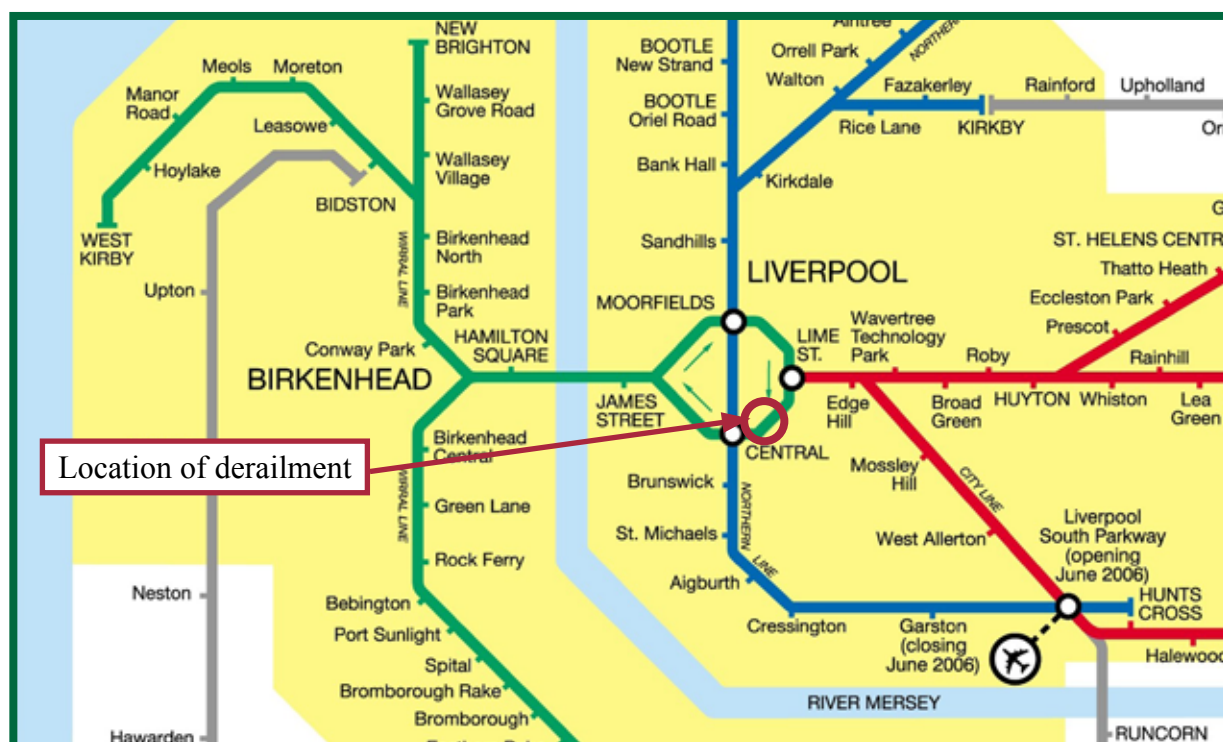 NEW
BRIGHTON
Meols
Moreton
Manor
Road
Wallasey
Grove Road
Leasowe
Hoylake
Wallasey
Village
BIDSTON
WEST
KIRBY
Birkenhead
North
WIRRAL LINE
Upton
Birkenhead
Park
Conway Park
HAMILTON
SQUARE
BIRKENHEAD
JAMES
STREET
Birkenhead
Central
Location of derailment
WIRRAL LINE
Green Lane
Rock Ferry
Neston
Bebington
Port Sunlight
Spital
Bromborough Rake
Bromborough
Hawarden
BOOTLE
New Strand
BOOTLE
Oriel Road
Bank Hall
Sandhills
Aintree
Orrell Park
NORTHERN
Walton
Fazakerley
Rice Lane
KIRKBY
Rainford
Upholland
Kirkdale
LIVERPOOL
MOORFIELDS
LIME
ST.
Wavertree
Technology
Park
Edge
Hill
Roby
Broad
Green
HUYTON
Whiston
Rainhill
Lea
Green
ST. HELENS CENTR
Thatto Heath
Eccleston Park
Prescot
CENTRAL
Brunswick
St. Michaels
NORTHERN
LINE
Aigburth
Cressington
Garston
(closing
June 2006)
Mossley
Hill
CITY LINE
West Allerton
Liverpool
South Parkway
(opening
June 2006)
HUNTS
CROSS
Halewood
RIVER MERSEY
RUNCORN